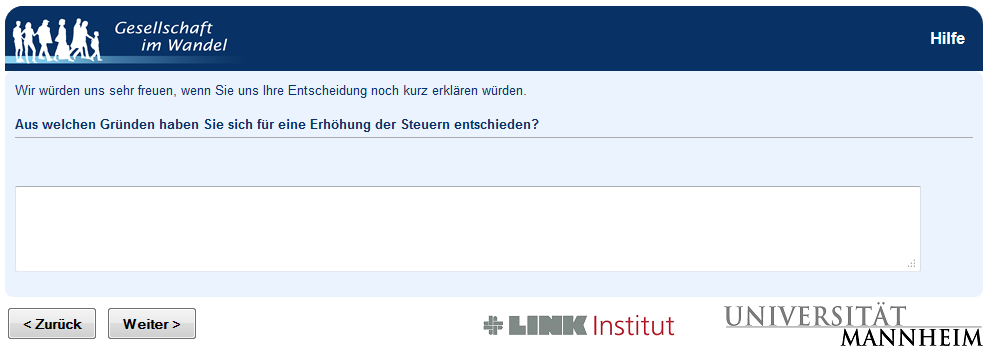 Gesellschaft
im Wandel
Hilfe
Wir würden uns sehr freuen, wenn Sie uns Ihre Entscheidung noch kurz erklären würden.
Aus welchen Gründen haben Sie sich für eine Erhöhung der Steuern entschieden?
< Zurück
Weiter >
LINK Institut
UNIVERSITÄT
MANNHEIM